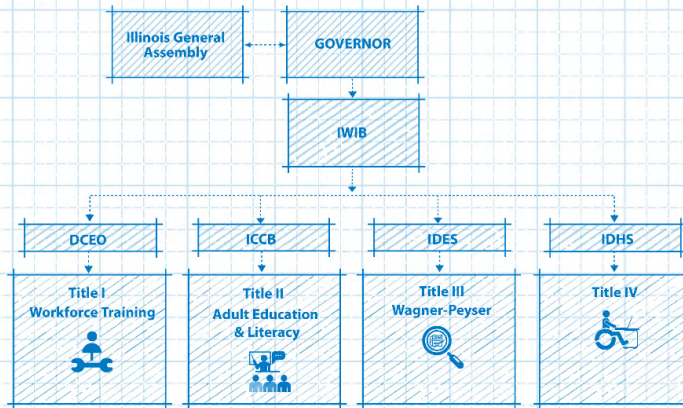 Illinois General
Assembly
GOVERNOR
IWIB
DCEO
ICCB
IDES
IDHS
Title I
Workforce Training
Title II
Adult Education
& Literacy
Title III
Wagner-Peyser
Title IV